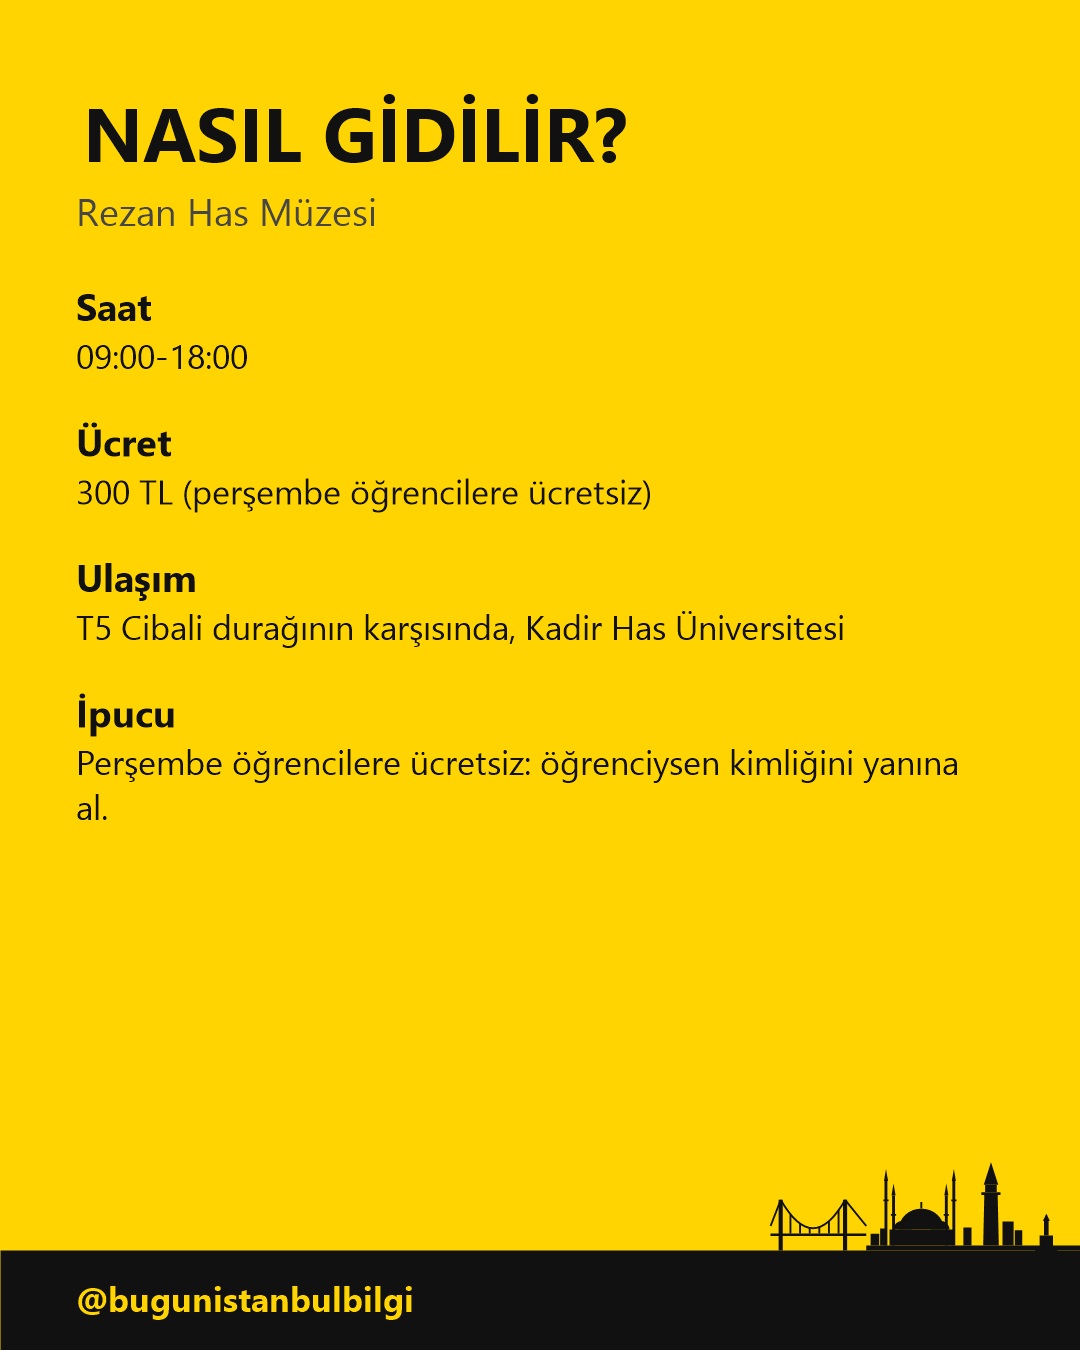 NASIL GİDİLİR?
Rezan Has Müzesi
Saat
09:00-18:00
Ücret
300 TL (perşembe öğrencilere ücretsiz)
Ulaşım
T5 Cibali durağının karşısında, Kadir Has Üniversitesi
İpucu
Perşembe öğrencilere ücretsiz: öğrenciysen kimliğini yanına
al.
@bugunistanbulbilgi